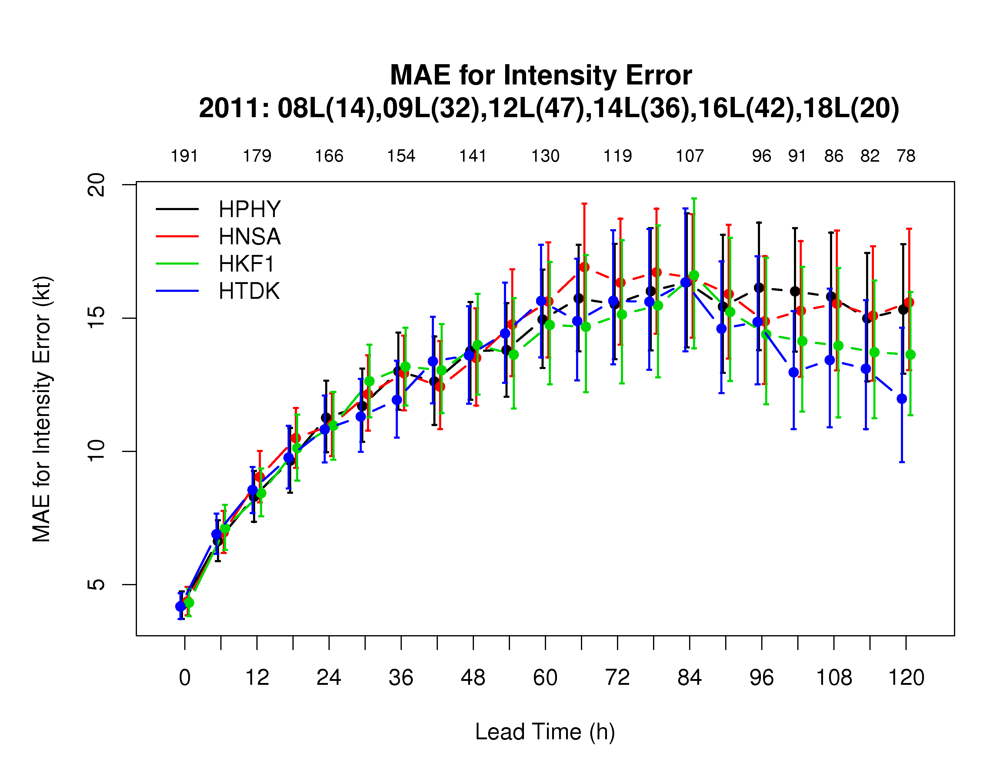 MAE for Intensity Error
2011: 08L(14),09L(32),12L(47),14L(36),16L(42),18L(20)
191 179 166 154 141 130 119 107 96 91 86 82 78
20
15
10
5
MAE for Intensity Error (kt)
HPHY
HNSA
HKF1
HTDK
0 12 24 36 48 60 72 84 96 108 120
Lead Time (h)